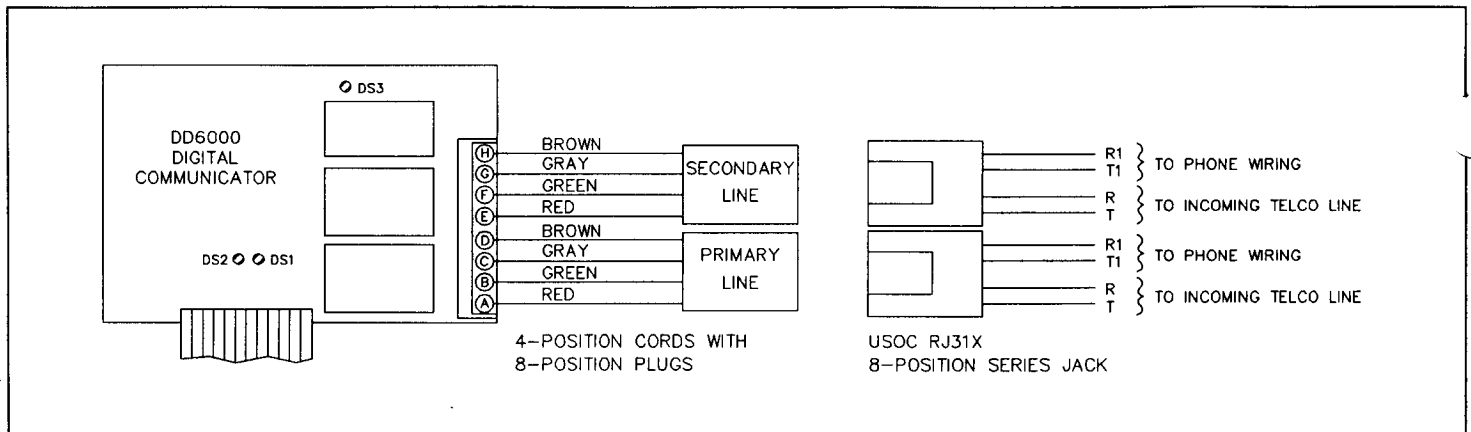 DS3
DD6000
DIGITAL
COMMUNICATOR
DS2 DS1
H BROWN
G GRAY
F GREEN
E RED
SECONDARY
LINE
D BROWN
C GRAY
B GREEN
A RED
PRIMARY
LINE
4-POSITION CORDS WITH
8-POSITION PLUGS
R1
T1
TO PHONE WIRING
R
T
TO INCOMING TELCO LINE
R1
T1
TO PHONE WIRING
R
T
TO INCOMING TELCO LINE
USOC RJ31X
8-POSITION SERIES JACK